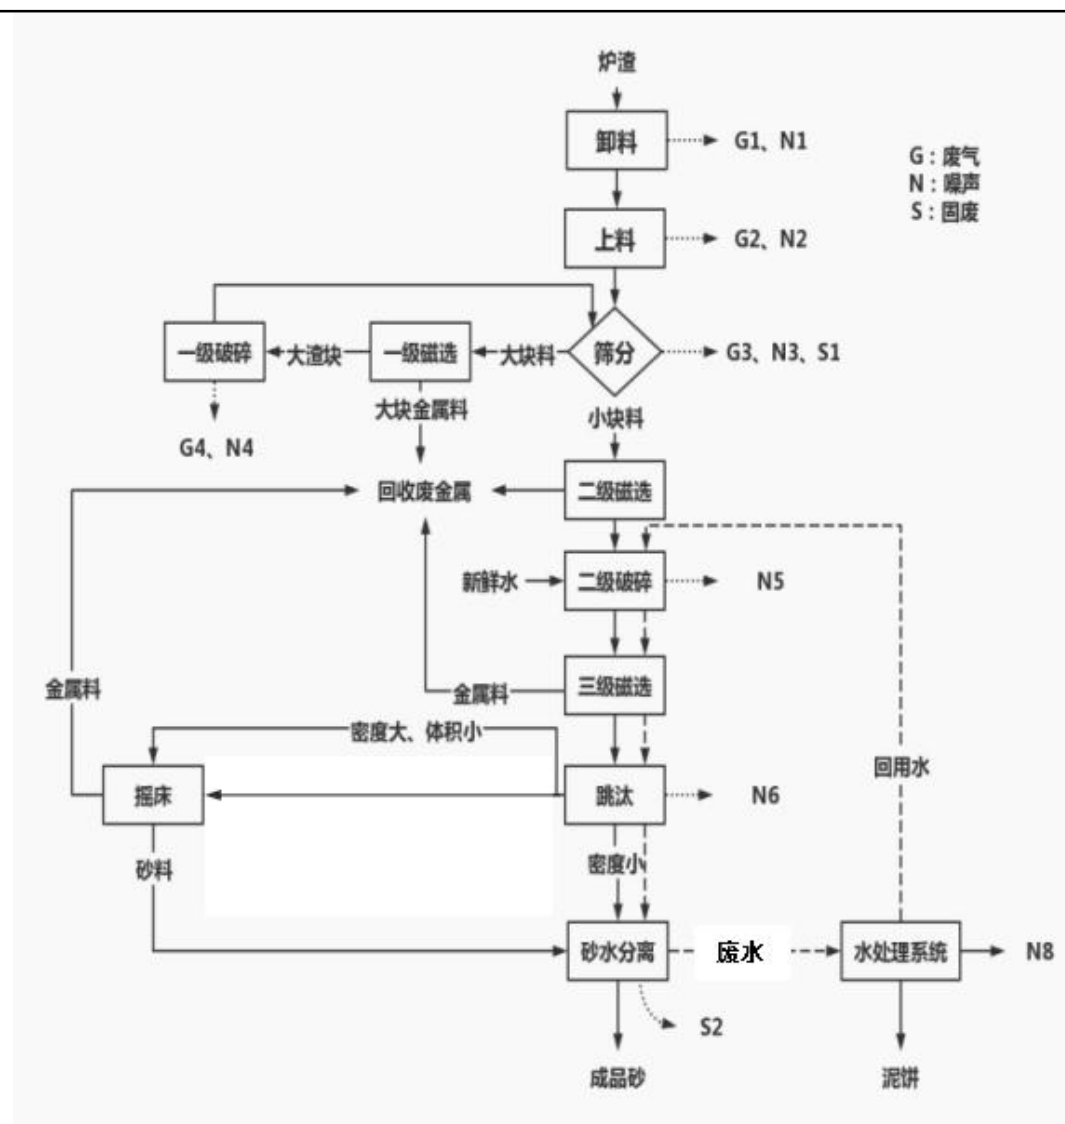 炉渣
卸料
G1、N1
G：废气
N：噪声
S：固废
上料
G2、N2
一级破碎
大渣块
一级磁选
大块料
筛分
G3、N3、S1
大块金属料
小块料
G4、N4
回收废金属
二级磁选
新鲜水
二级破碎
N5
金属料
金属料
三级磁选
密度大、体积小
回用水
摇床
跳汰
N6
砂料
密度小
砂水分离
废水
水处理系统
N8
S2
成品砂
泥饼